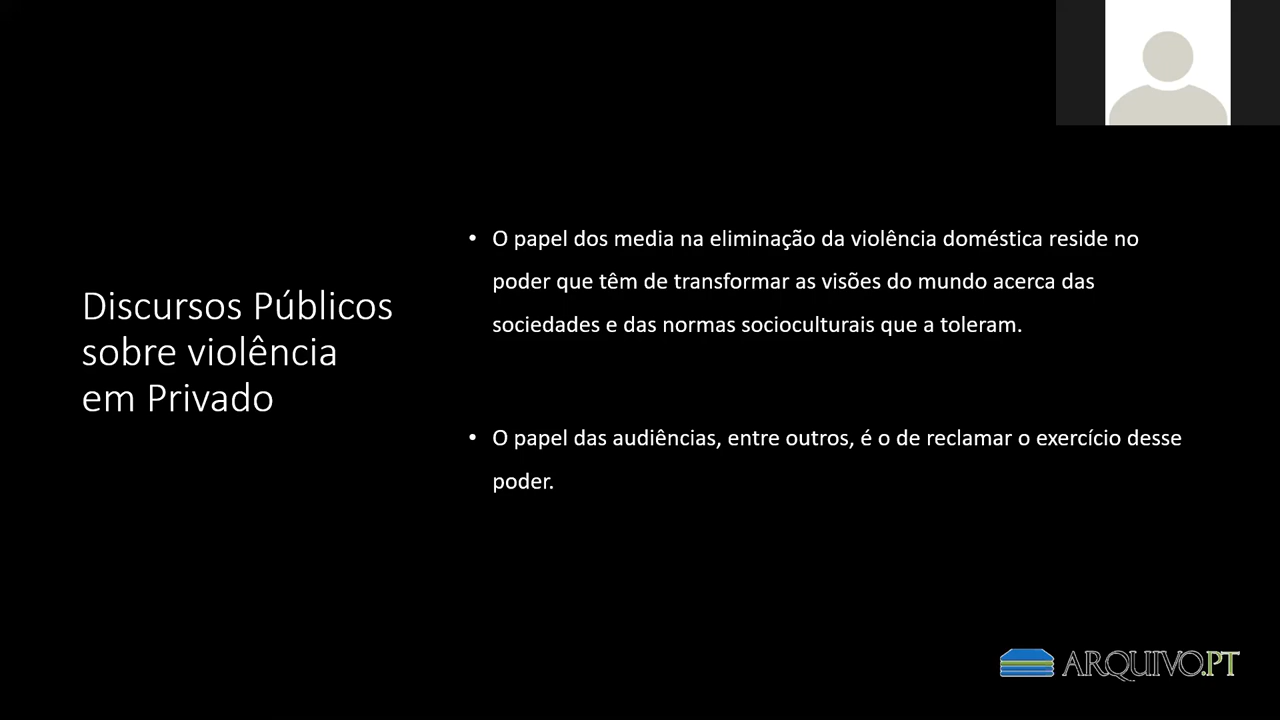 Discursos Públicos
sobre violência
em Privado
• O papel dos media na eliminação da violência doméstica reside no
poder que têm de transformar as visões do mundo acerca das
sociedades e das normas socioculturais que a toleram.
• O papel das audiências, entre outros, é o de reclamar o exercício desse
poder.
ARQUIVO.PT